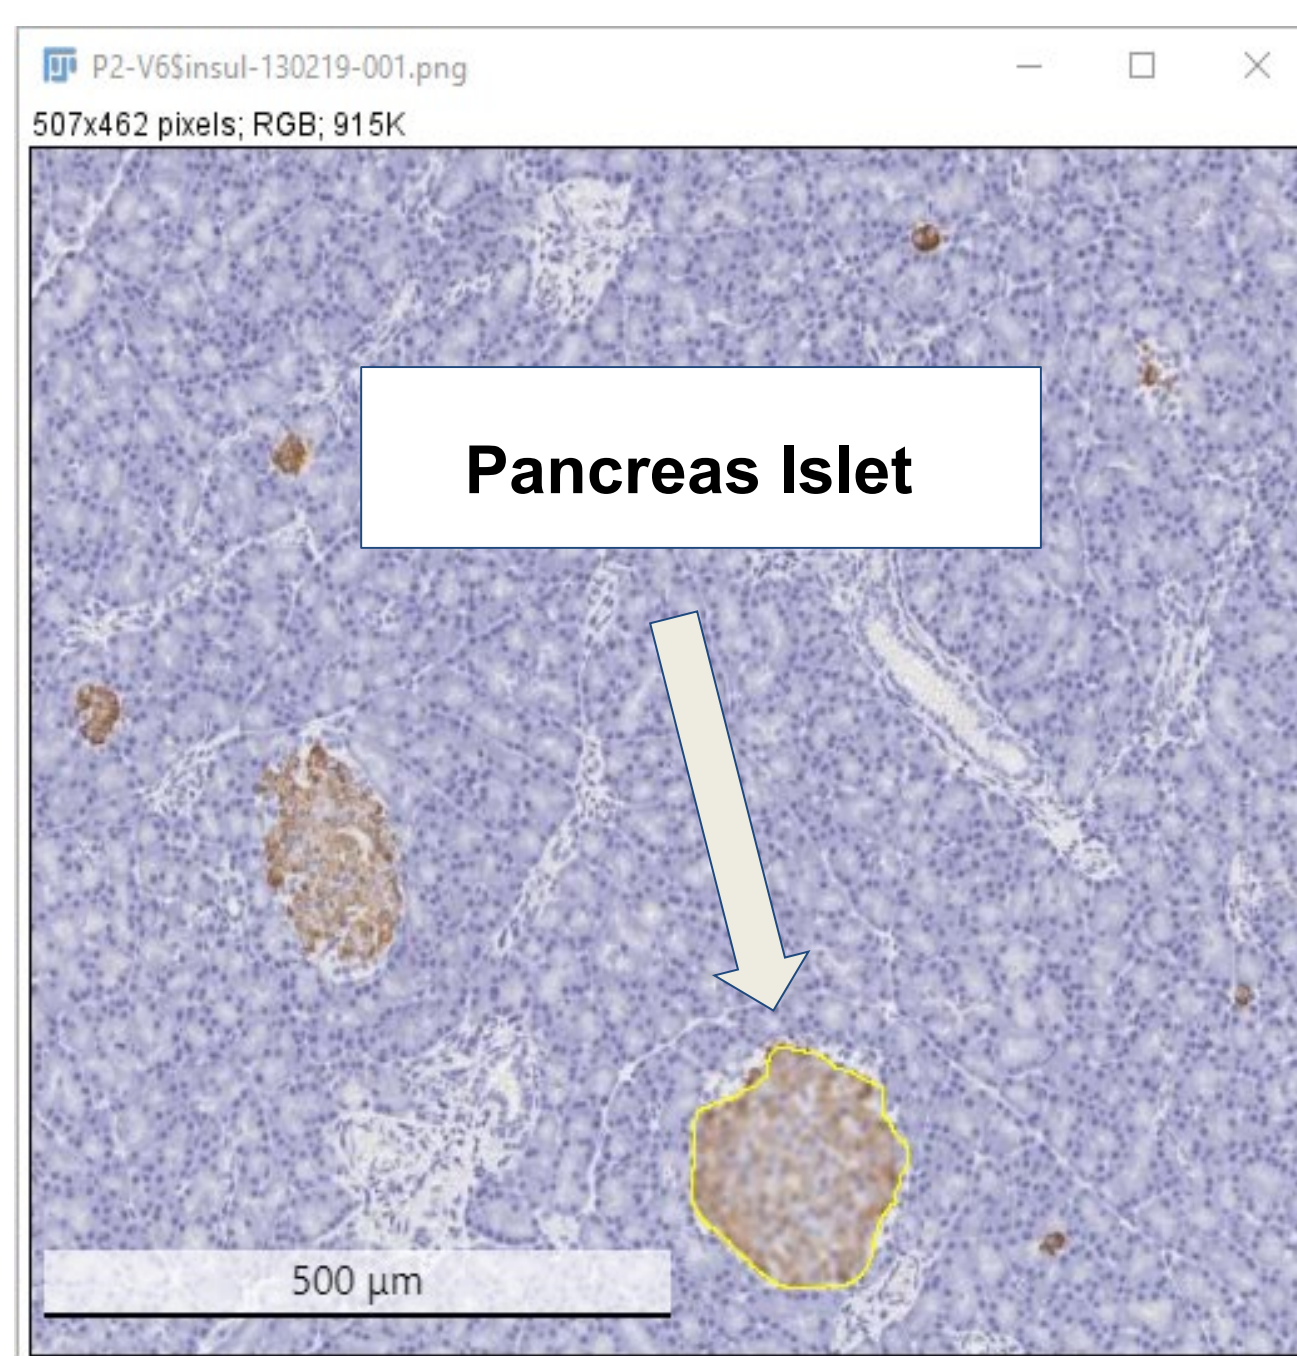 P2-V6$insul-130219-001.png
507x462 pixels; RGB; 915K
Pancreas Islet
500 µm